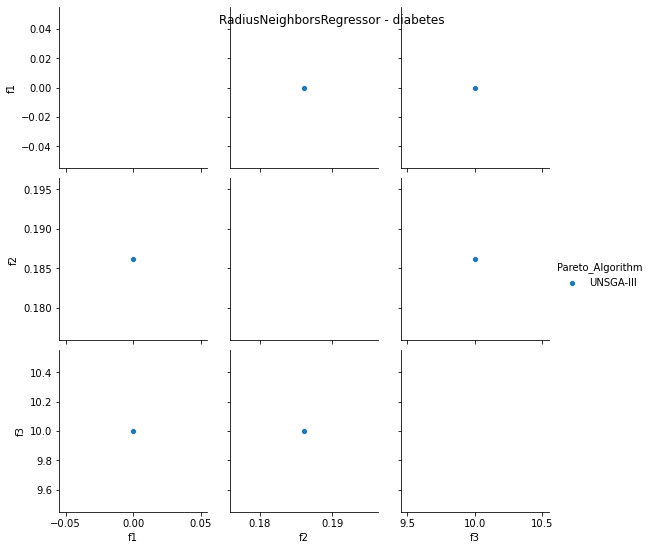 RadiusNeighborsRegressor - diabetes
0.04
0.02
0.00
−0.02
−0.04
f1
0.195
0.190
0.185
0.180
f2
Pareto_Algorithm
UNSGA-III
10.4
10.2
10.0
9.8
9.6
f3
−0.05 0.00 0.05 0.18 0.19 9.5 10.0 10.5
f1 f2 f3